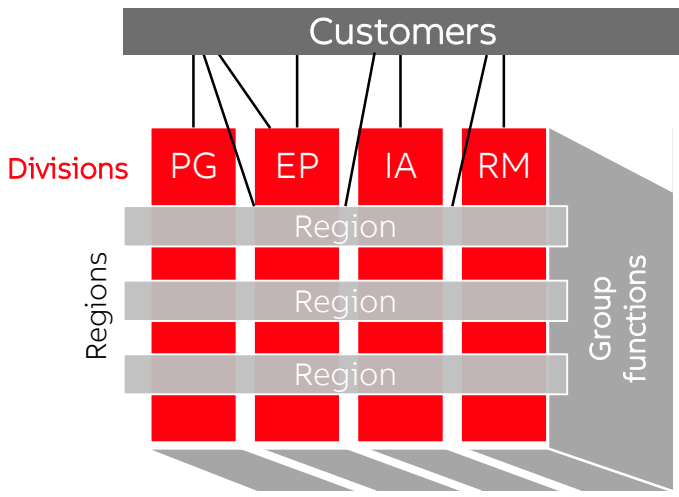 Customers
Divisions
PG
EP
IA
RM
Regions
Region
Region
Region
Group
functions